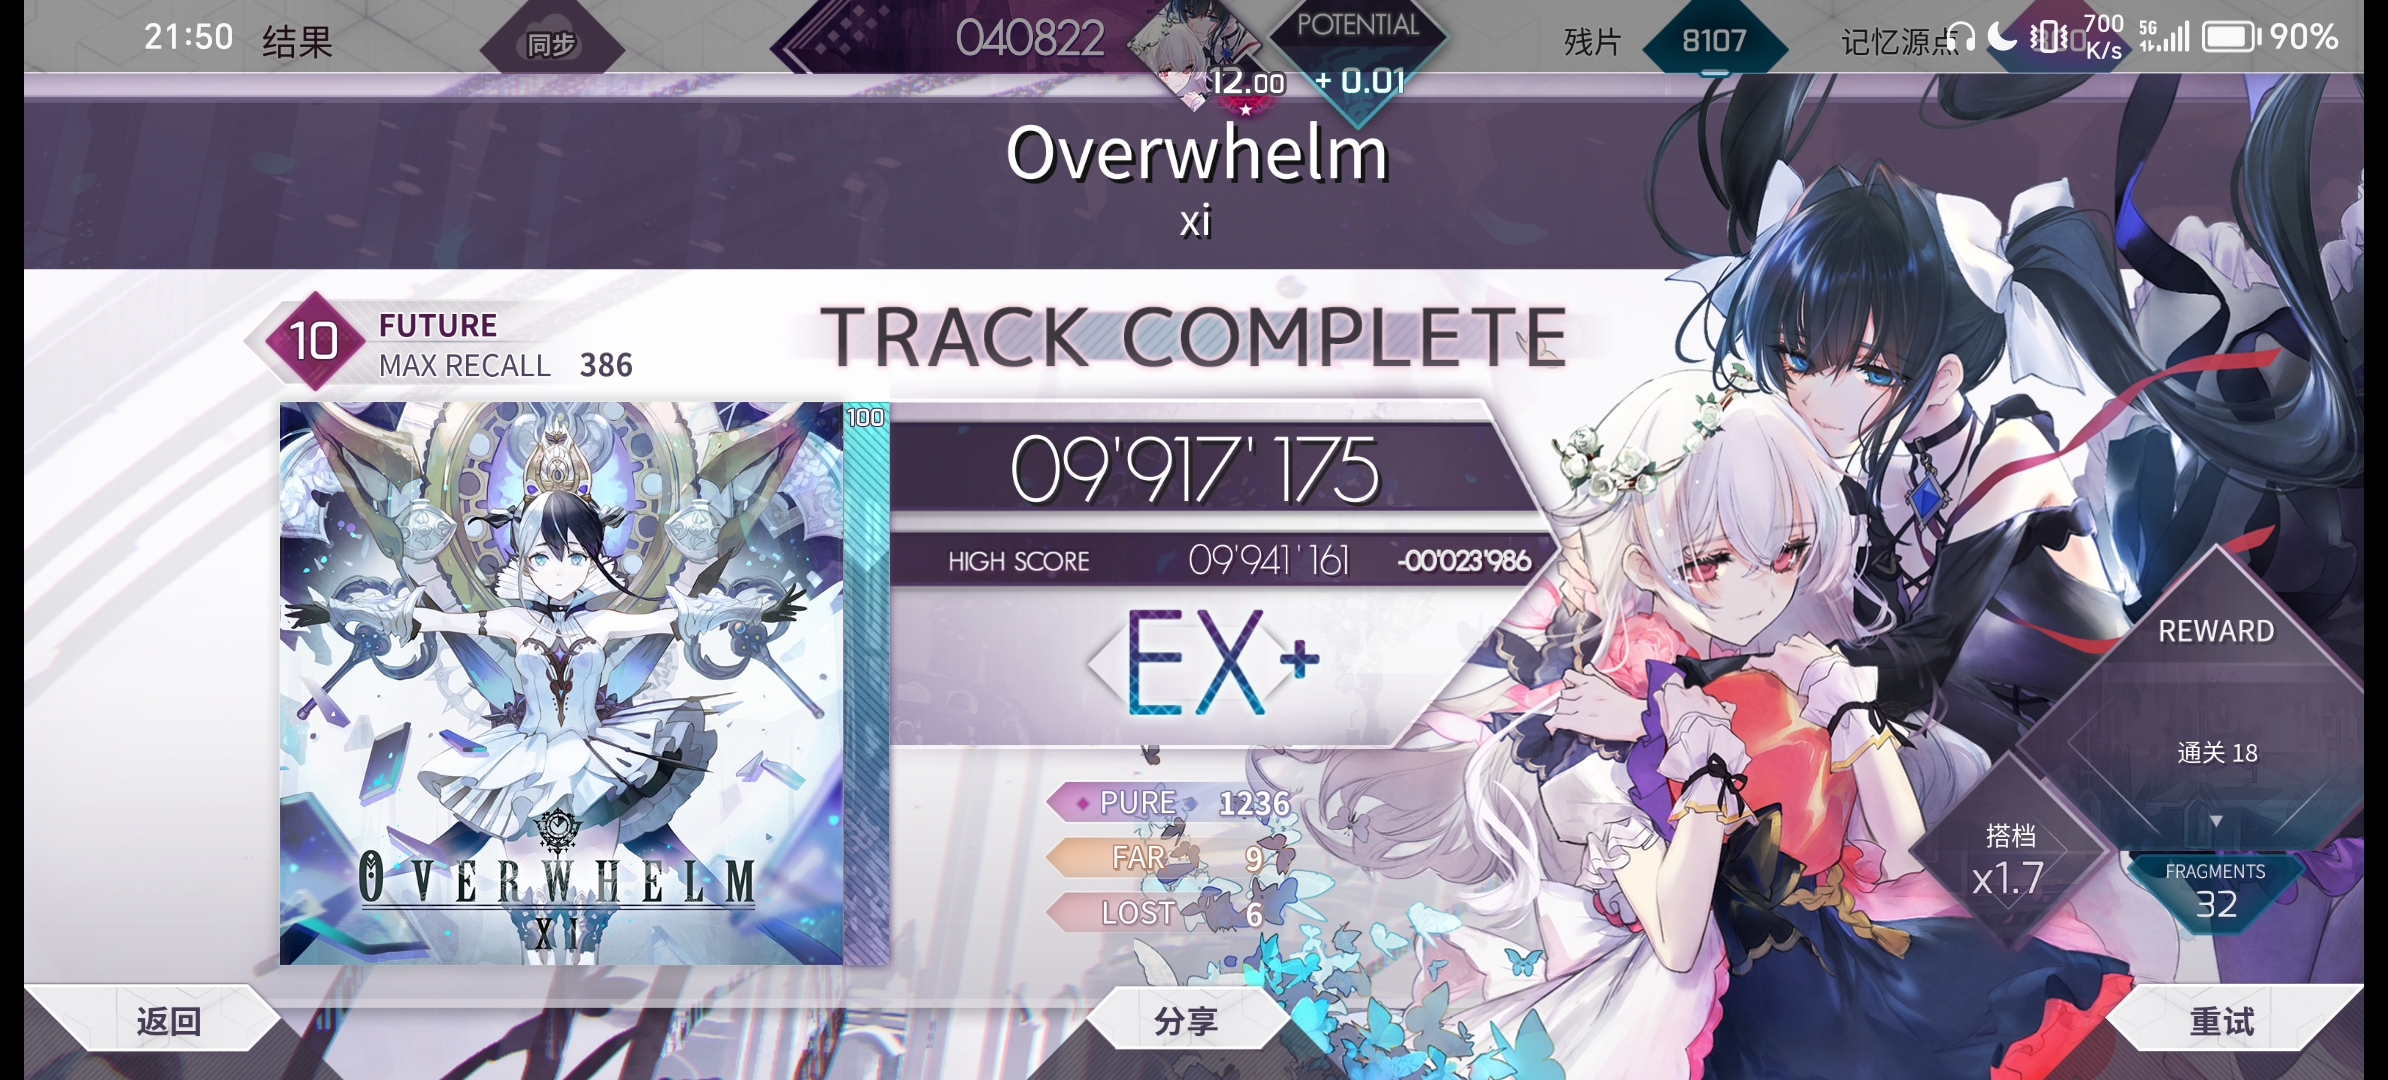 21:50 结果
同步
040822
POTENTIAL
12.00 + 0.01
残片
8107
记忆源点
700
K/s
5G
90%
Overwhelm
xi
10
FUTURE
MAX RECALL 386
TRACK COMPLETE
100
09'917'175
HIGH SCORE 09'941'161 -00'023'986
EX+
OVERWHELM
XI
PURE 1236
FAR 9
LOST 6
REWARD
通关 18
搭档
x1.7
FRAGMENTS
32
返回
分享
重试